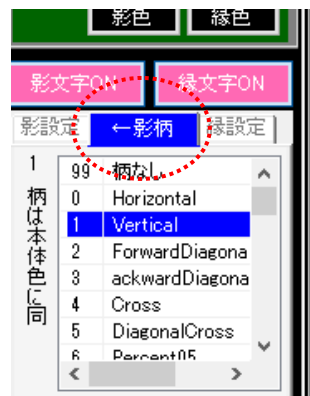 影色 縁色
影文字ON 縁文字ON
影設定 ←影柄 縁設定
1
柄は本体色に同
99 柄なし
0 Horizontal
1 Vertical
2 ForwardDiagona
3 ackwardDiagona
4 Cross
5 DiagonalCross
6 Percent05